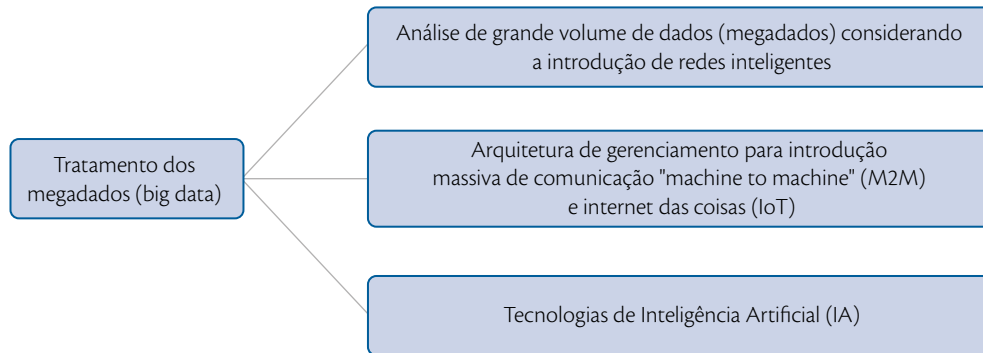 Análise de grande volume de dados (megadados) considerando
a introdução de redes inteligentes
Tratamento dos
megadados (big data)
Arquitetura de gerenciamento para introdução
massiva de comunicação "machine to machine" (M2M)
e internet das coisas (IoT)
Tecnologias de Inteligência Artificial (IA)